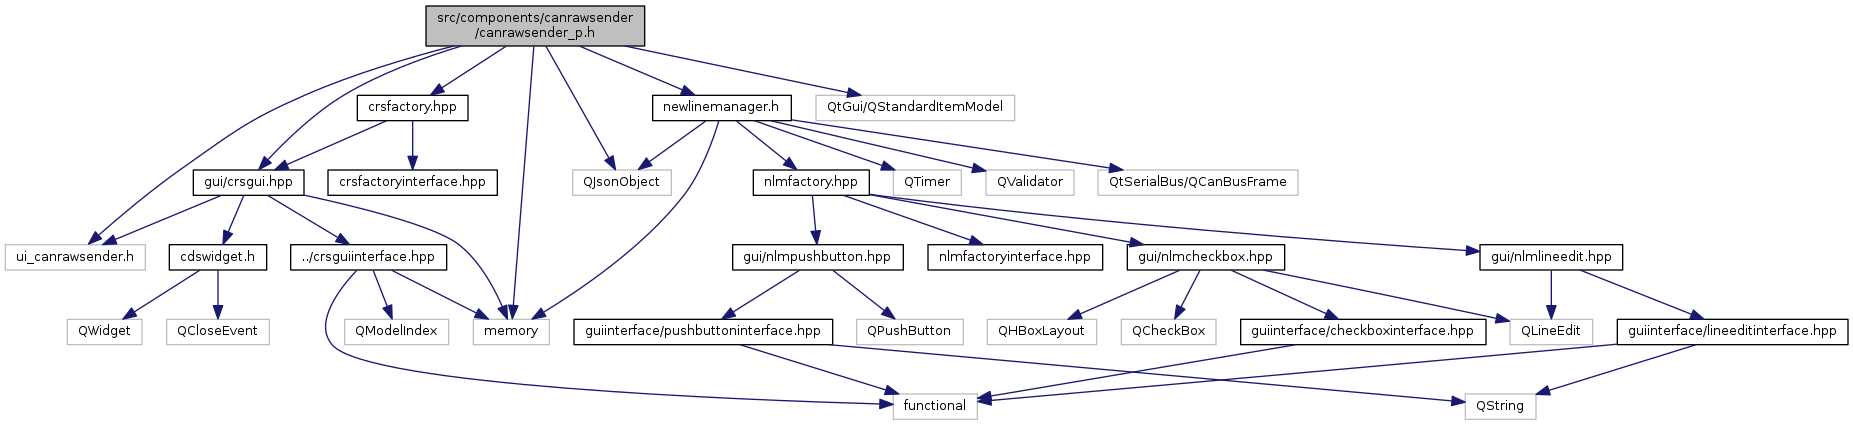 src/components/canrawsender
/canrawsender_p.h
crsfactory.hpp
newlinemanager.h
QtGui/QStandardItemModel
gui/crsgui.hpp
crsfactoryinterface.hpp
QJsonObject
nlmfactory.hpp
QTimer
QValidator
QtSerialBus/QCanBusFrame
ui_canrawsender.h
cdswidget.h
../crsguiinterface.hpp
gui/nlmpushbutton.hpp
nlmfactoryinterface.hpp
gui/nlmcheckbox.hpp
gui/nlmlineedit.hpp
QWidget
QCloseEvent
QModelIndex
memory
guiinterface/pushbuttoninterface.hpp
QPushButton
QHBoxLayout
QCheckBox
guiinterface/checkboxinterface.hpp
QLineEdit
guiinterface/lineeditinterface.hpp
functional
QString